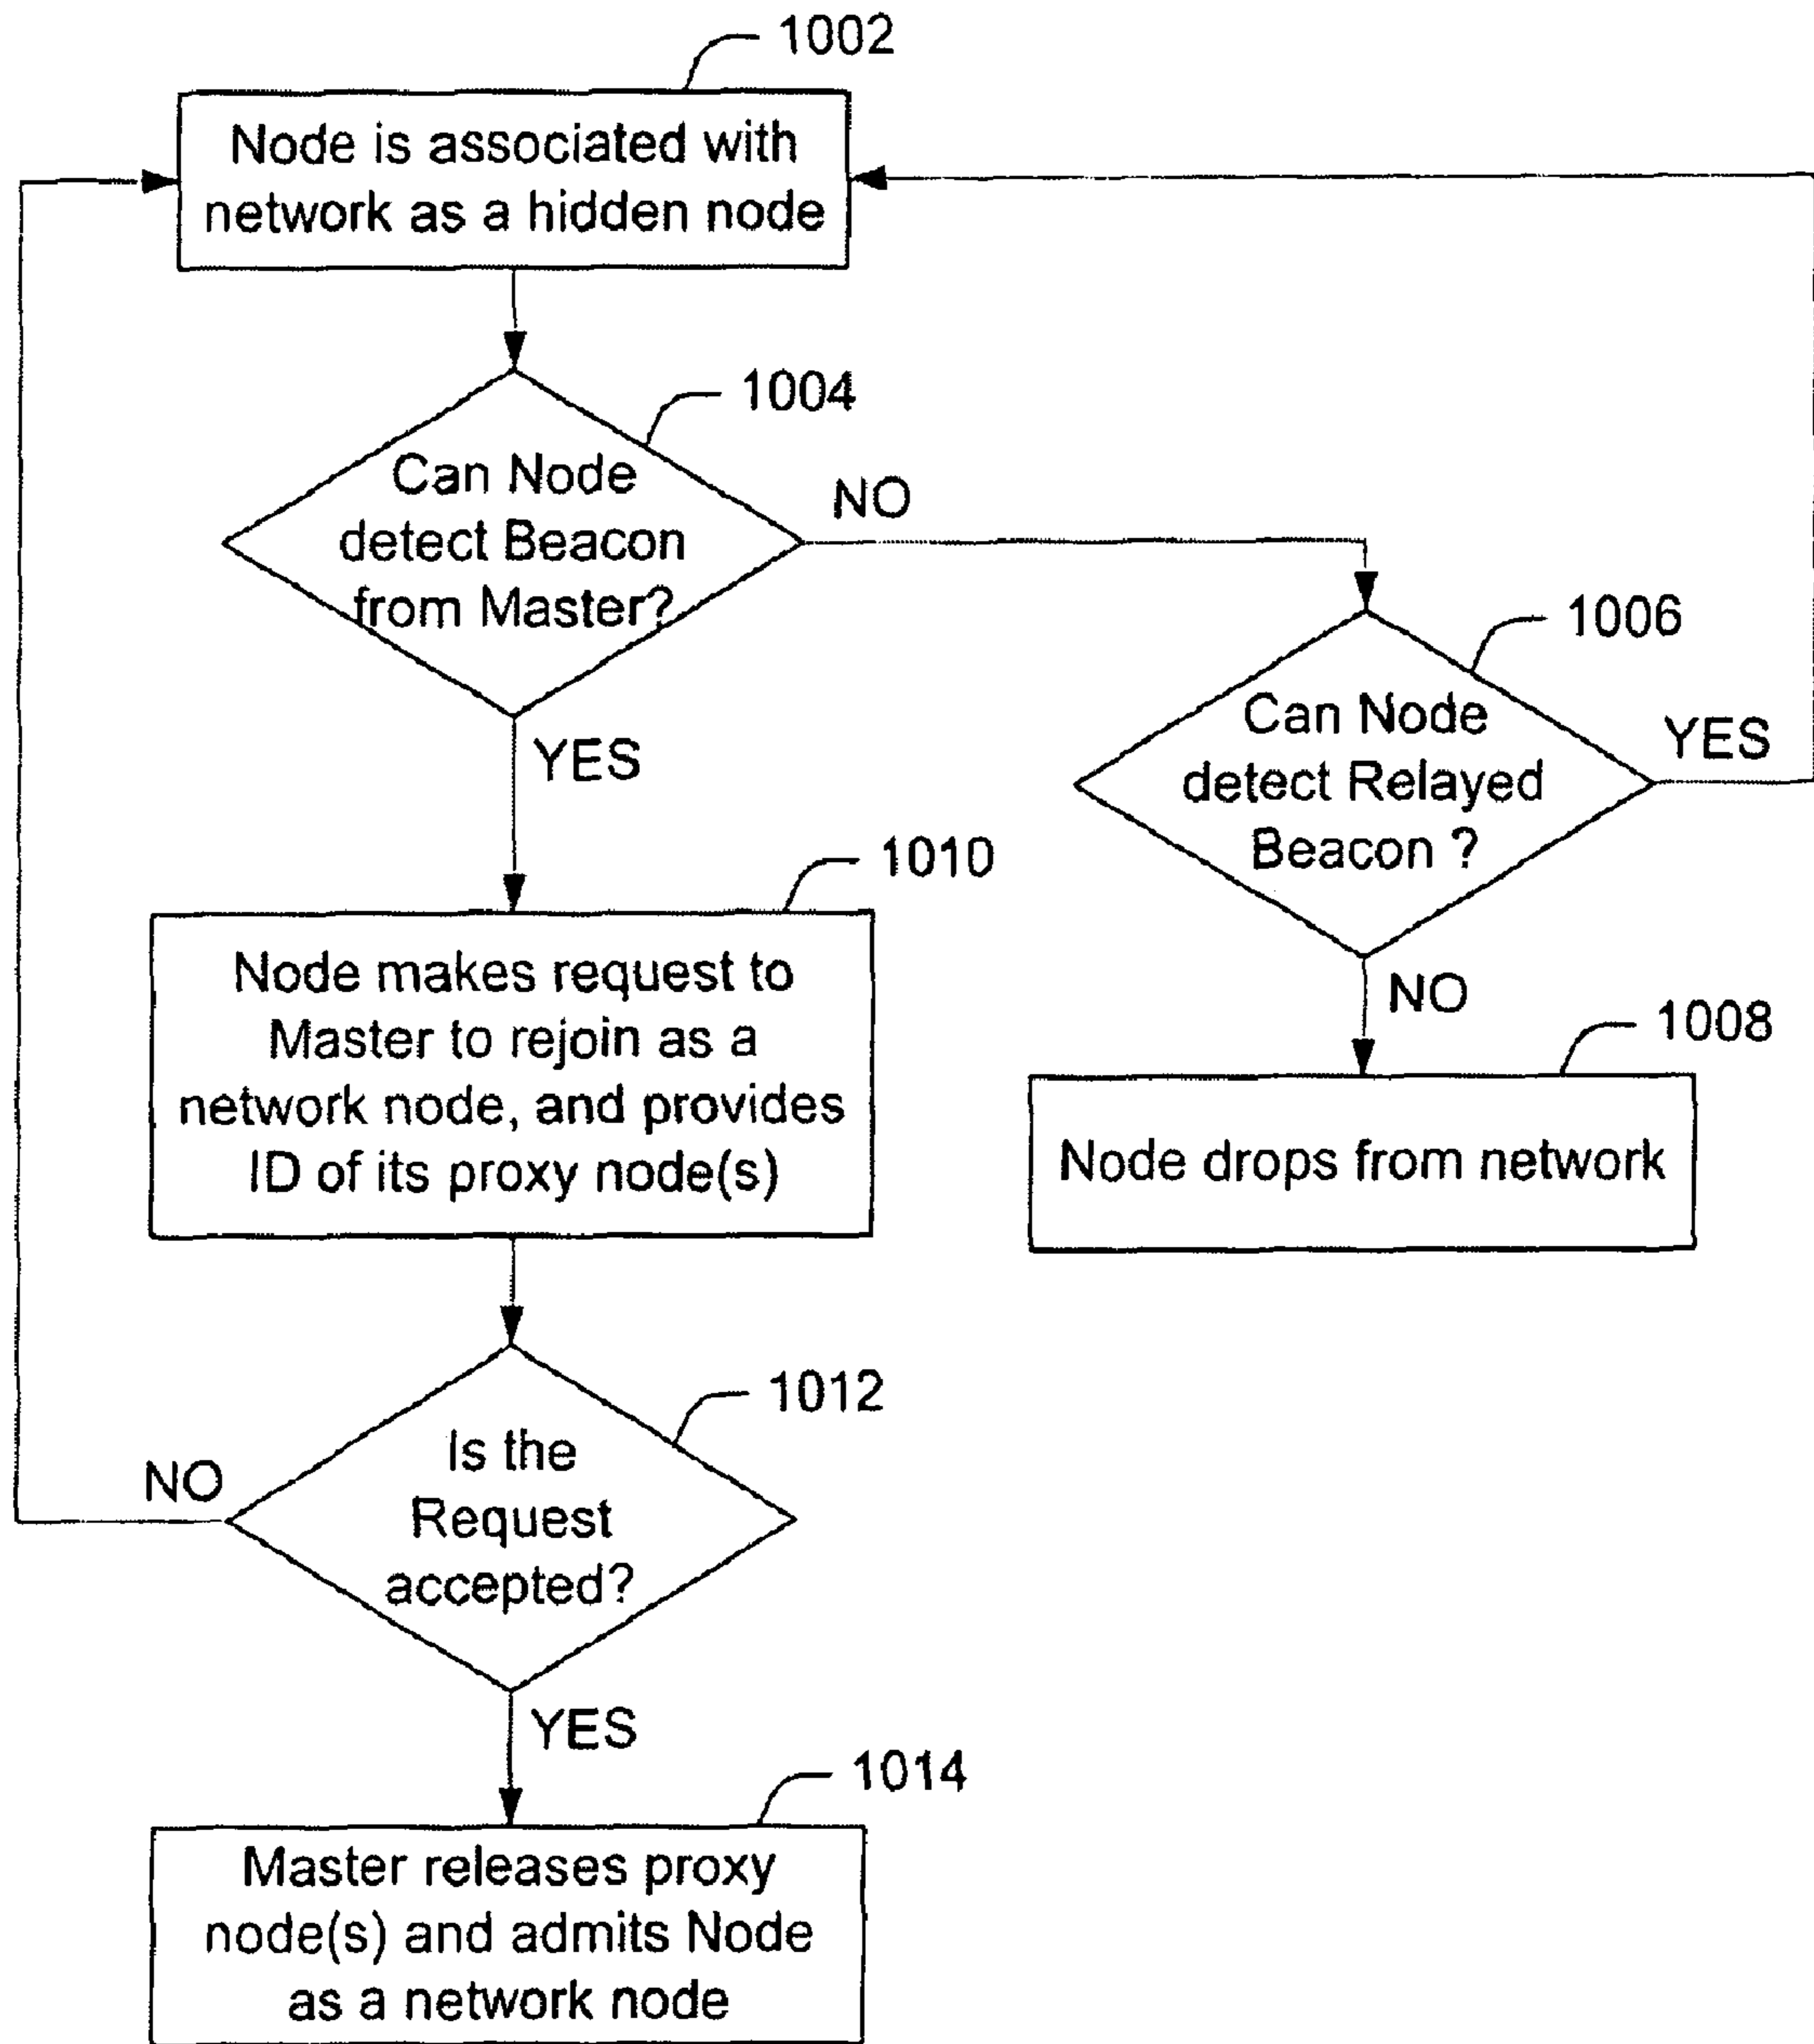 1002
Node is associated with
network as a hidden node
1004
Can Node
detect Beacon
from Master?
NO
YES
1006
Can Node
detect Relayed
Beacon ?
YES
NO
1008
Node drops from network
1010
Node makes request to
Master to rejoin as a
network node, and provides
ID of its proxy node(s)
1012
Is the
Request
accepted?
NO
YES
1014
Master releases proxy
node(s) and admits Node
as a network node